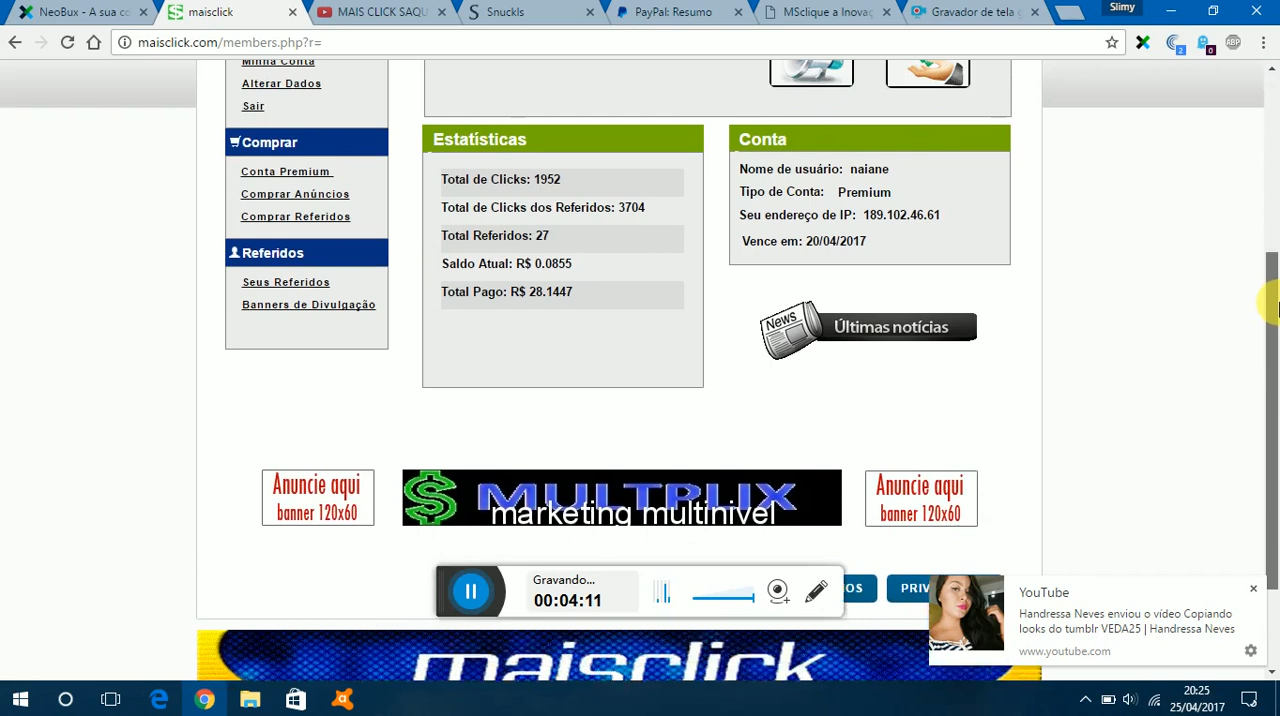 NeoBux - A sua co
maisclick
MAIS CLICK SAQU
Snuckls
PayPal: Resumo
MSclique a Inovaç
Gravador de tela g
Slimy
maisclick.com/members.php?r=
2
0
ABP
Minha Conta
Alterar Dados
Sair
Comprar
Conta Premium
Comprar Anúncios
Comprar Referidos
Referidos
Seus Referidos
Banners de Divulgação
Estatísticas
Total de Clicks: 1952
Total de Clicks dos Referidos: 3704
Total Referidos: 27
Saldo Atual: R$ 0.0855
Total Pago: R$ 28.1447
Conta
Nome de usuário: naiane
Tipo de Conta: Premium
Seu endereço de IP: 189.102.46.61
Vence em: 20/04/2017
News
Últimas notícias
Anuncie aqui
banner 120x60
$ MULTPLIX
marketing multinivel
Anuncie aqui
banner 120x60
Gravando...
00:04:11
OS
PRIV
YouTube
Handressa Neves enviou o vídeo Copiando
looks do tumblr VEDA25 | Handressa Neves
www.youtube.com
maisclick
20:25
25/04/2017